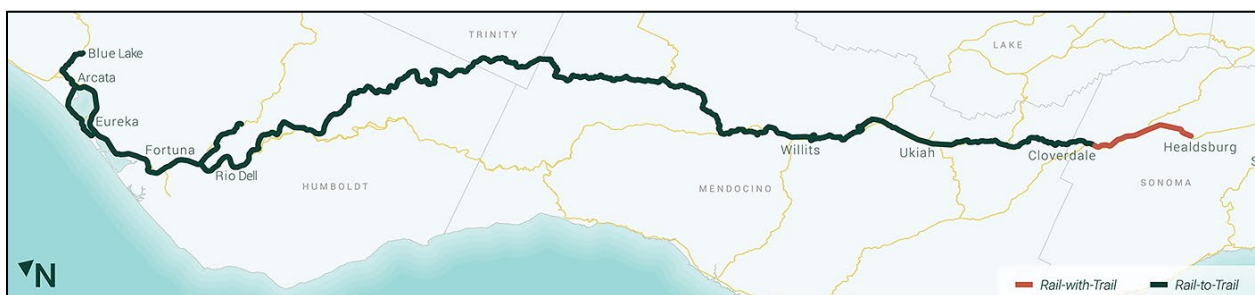 TRINITY
LAKE
Blue Lake
Arcata
Eureka
Fortuna
Rio Dell
HUMBOLDT
Willits
Ukiah
Cloverdale
Healdsburg
MENDOCINO
SONOMA
S
N
Rail-with-Trail
Rail-to-Trail